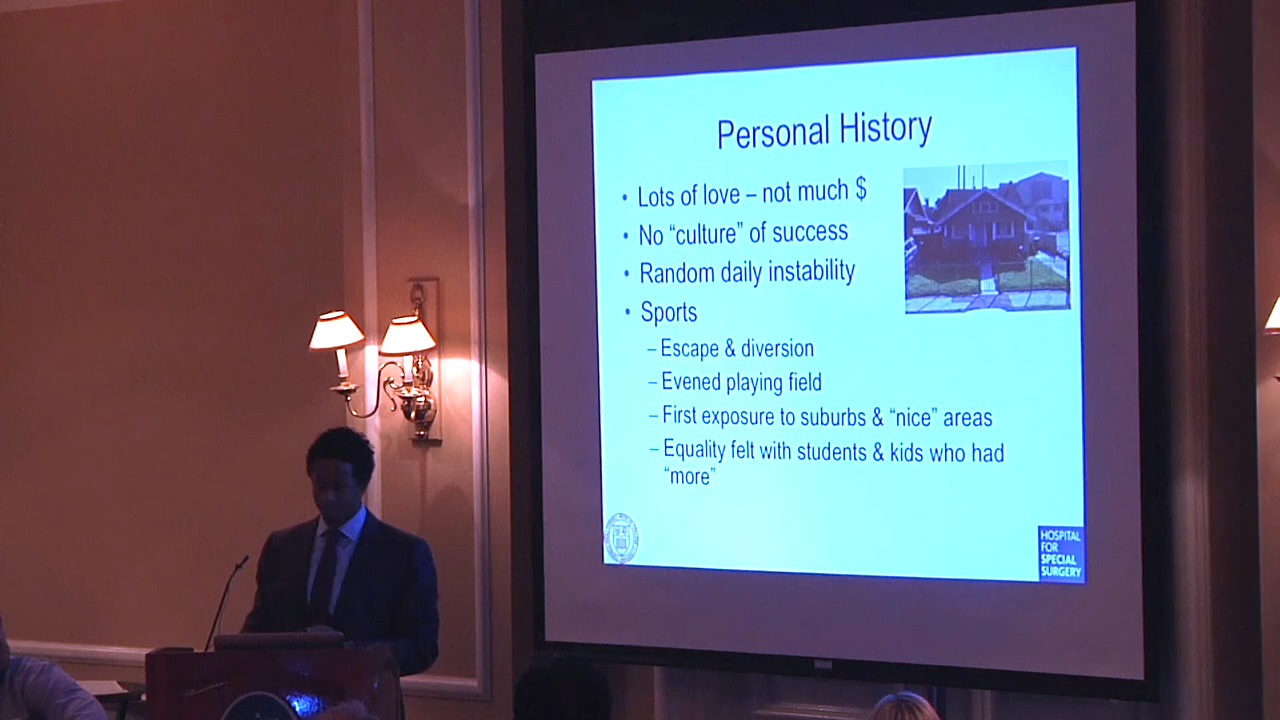 Personal History
• Lots of love – not much $
• No “culture” of success
• Random daily instability
• Sports
– Escape & diversion
– Evened playing field
– First exposure to suburbs & “nice” areas
– Equality felt with students & kids who had
“more”
HOSPITAL
FOR
SPECIAL
SURGERY